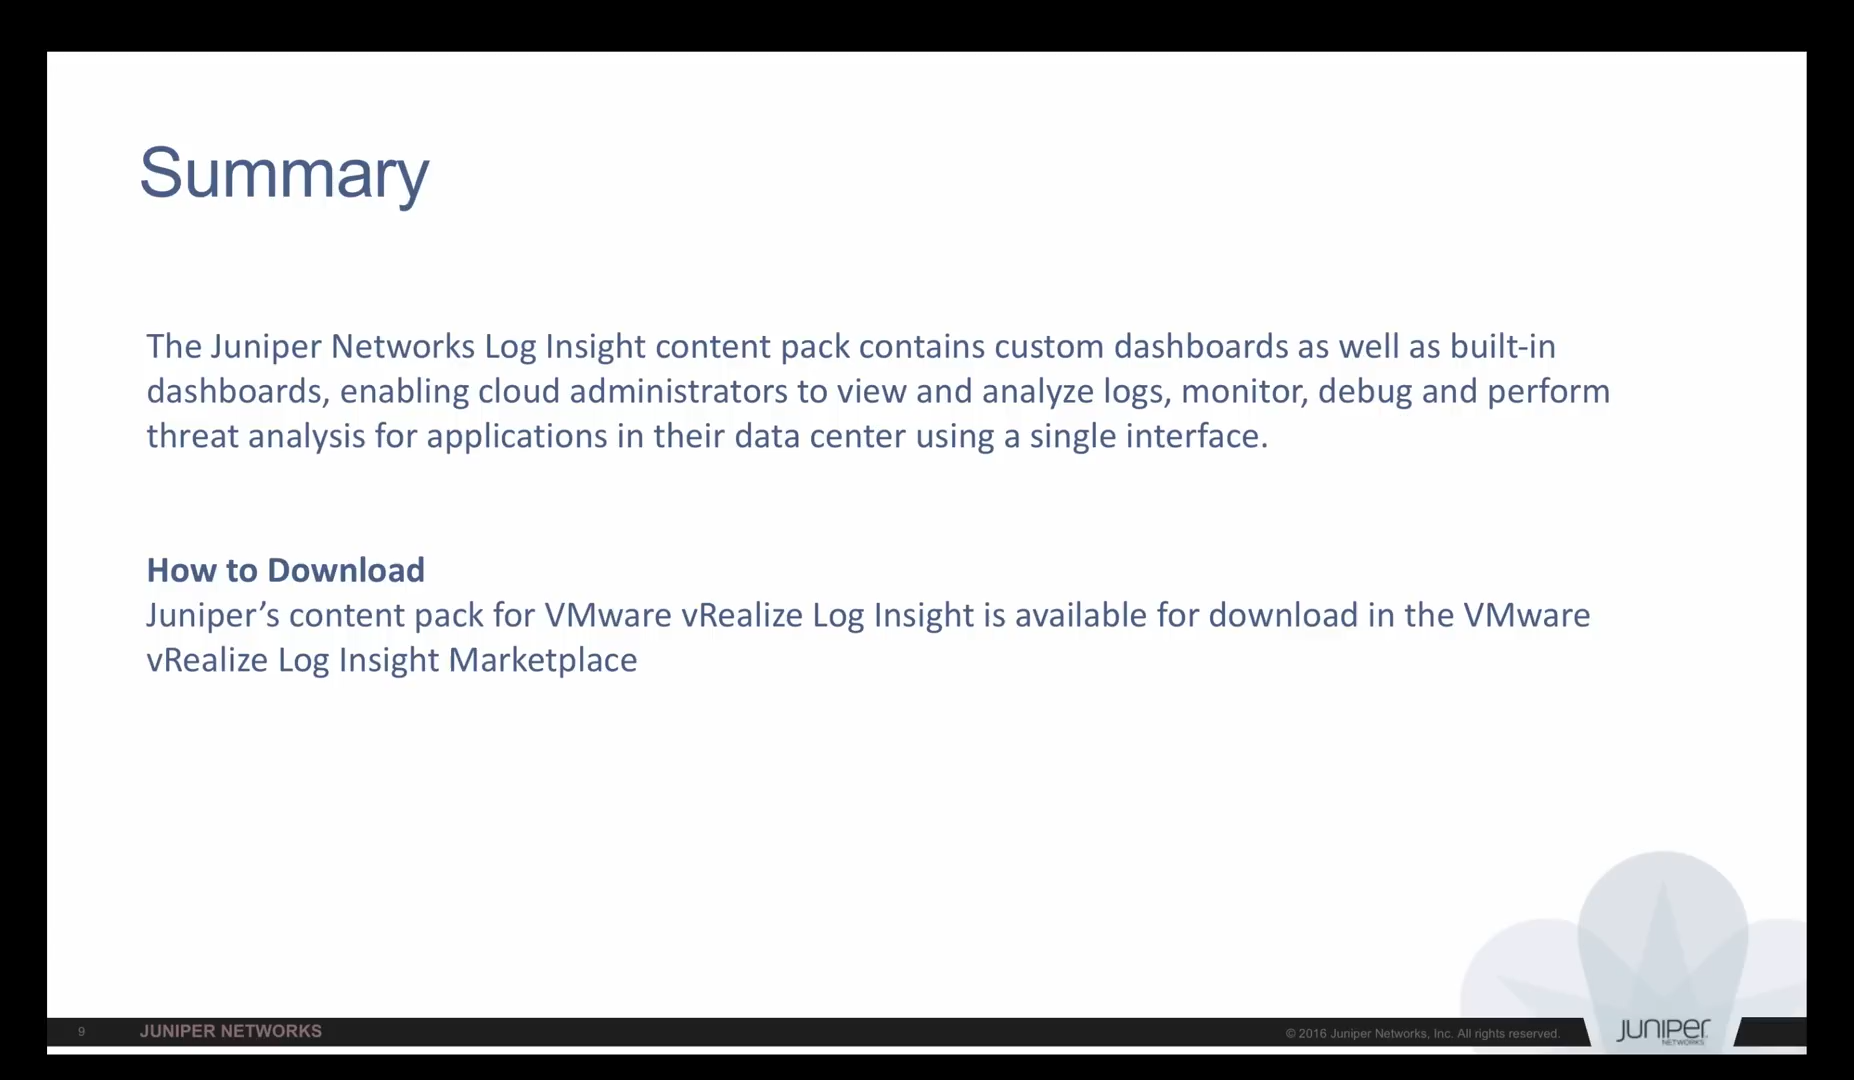 Summary
The Juniper Networks Log Insight content pack contains custom dashboards as well as built-in
dashboards, enabling cloud administrators to view and analyze logs, monitor, debug and perform
threat analysis for applications in their data center using a single interface.
How to Download
Juniper’s content pack for VMware vRealize Log Insight is available for download in the VMware
vRealize Log Insight Marketplace
9
JUNIPER NETWORKS
© 2016 Juniper Networks, Inc. All rights reserved.
JUNIPER
NETWORKS